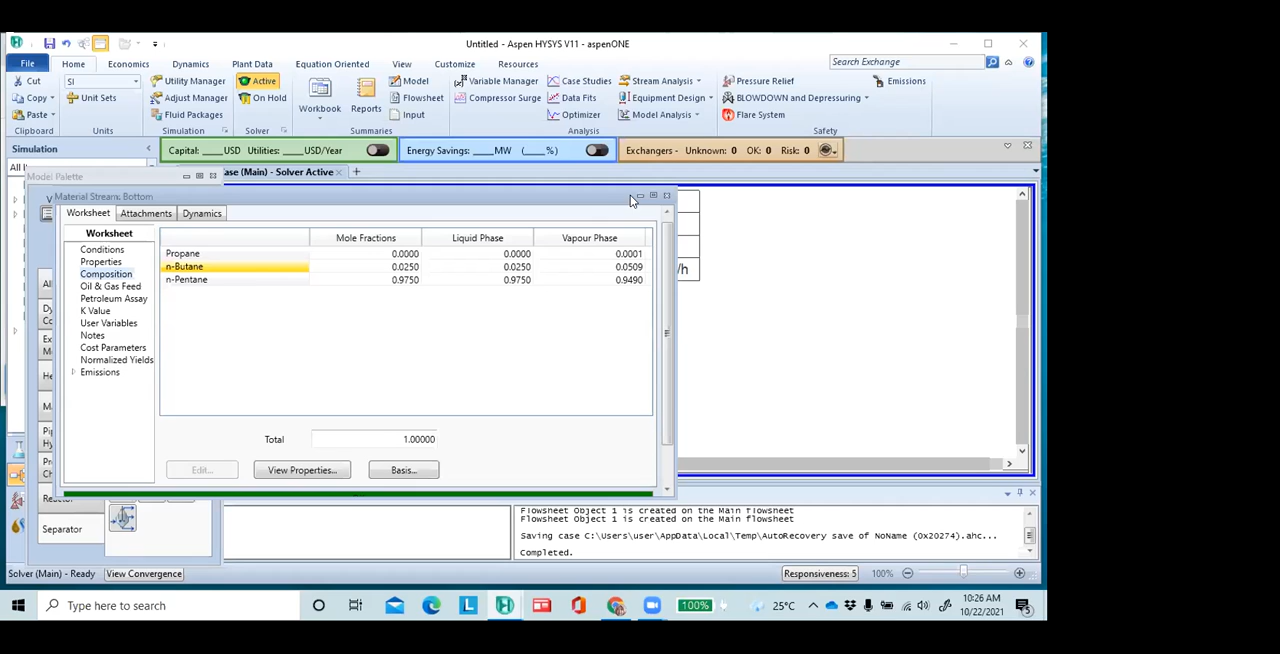 Untitled - Aspen HYSYS V11 - aspenONE
File Home Economics Dynamics Plant Data Equation Oriented View Customize Resources Search Exchange
Cut SI Utility Manager Active Model Variable Manager Case Studies Stream Analysis Pressure Relief Emissions
Copy Unit Sets Adjust Manager On Hold Workbook Reports Flowsheet Compressor Surge Data Fits Equipment Design BLOWDOWN and Depressuring
Paste Fluid Packages Input Optimizer Model Analysis Flare System
Clipboard Units Simulation Solver Summaries Analysis Safety
Simulation Capital: ____USD Utilities: ____USD/Year Energy Savings: ____MW (____%) Exchangers - Unknown: 0 OK: 0 Risk: 0
All
Model Palette
ase (Main) - Solver Active
Material Stream: Bottom
Worksheet Attachments Dynamics
Worksheet
Conditions
Properties
Composition
Oil & Gas Feed
Petroleum Assay
K Value
User Variables
Notes
Cost Parameters
Normalized Yields
Emissions
Mole Fractions Liquid Phase Vapour Phase
Propane 0.0000 0.0000 0.0001
n-Butane 0.0250 0.0250 0.0509
n-Pentane 0.9750 0.9750 0.9490
/h
Total 1.00000
Edit... View Properties... Basis...
Separator
Flowsheet Object 1 is created on the Main flowsheet
Flowsheet Object 1 is created on the Main flowsheet
Saving case C:\Users\user\AppData\Local\Temp\AutoRecovery save of NoName (0x20274).ahc...
Completed.
Solver (Main) - Ready View Convergence Responsiveness: 5 100%
Type here to search 100% 25°C 10:26 AM
10/22/2021